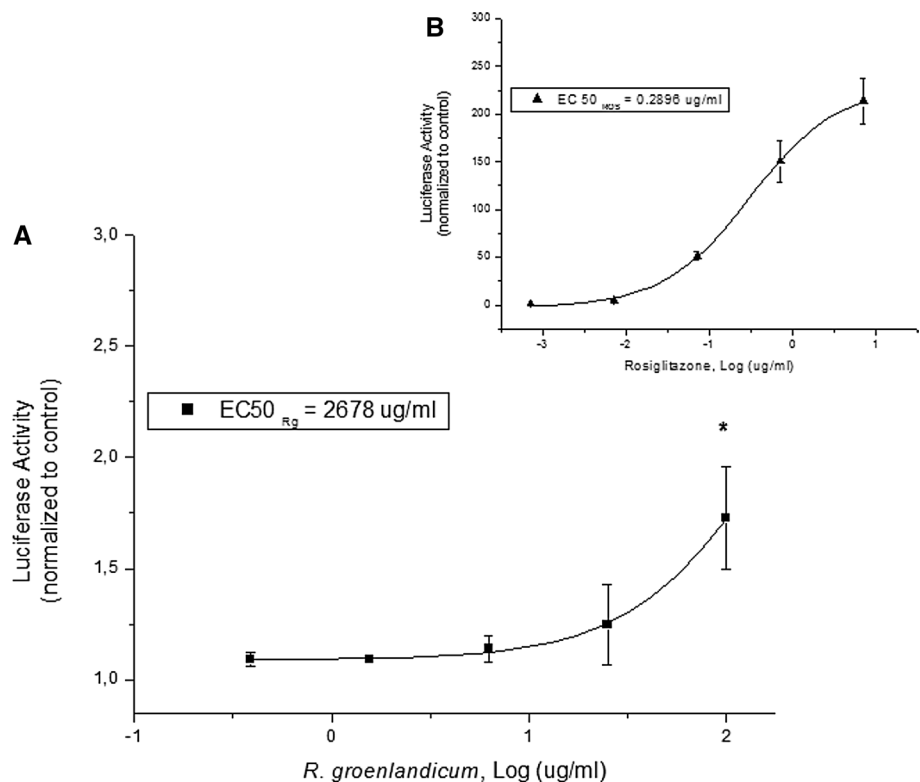 B
300
250
200
150
100
50
0
Luciferase Activity
(normalized to control)
EC 50 ROS = 0.2896 ug/ml
-3
-2
-1
0
1
Rosiglitazone, Log (ug/ml)
A
3,0
2,5
2,0
1,5
1,0
Luciferase Activity
(normalized to control)
EC50 Rg = 2678 ug/ml
*
-1
0
1
2
R. groenlandicum, Log (ug/ml)